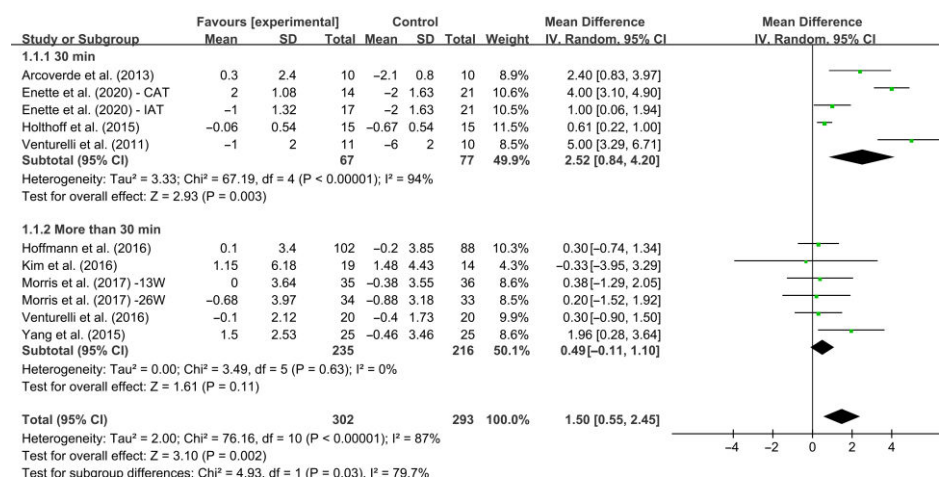 Favours [experimental] Control Mean Difference Mean Difference
Study or Subgroup Mean SD Total Mean SD Total Weight IV. Random. 95% CI IV. Random. 95% CI
1.1.1 30 min
Arcoverde et al. (2013) 0.3 2.4 10 −2.1 0.8 10 8.9% 2.40 [0.83, 3.97]
Enette et al. (2020) - CAT 2 1.08 14 −2 1.63 21 10.6% 4.00 [3.10, 4.90]
Enette et al. (2020) - IAT −1 1.32 17 −2 1.63 21 10.5% 1.00 [0.06, 1.94]
Holthoff et al. (2015) −0.06 0.54 15 −0.67 0.54 15 11.5% 0.61 [0.22, 1.00]
Venturelli et al. (2011) −1 2 11 −6 2 10 8.5% 5.00 [3.29, 6.71]
Subtotal (95% CI) 67 77 49.9% 2.52 [0.84, 4.20]
Heterogeneity: Tau² = 3.33; Chi² = 67.19, df = 4 (P < 0.00001); I² = 94%
Test for overall effect: Z = 2.93 (P = 0.003)
1.1.2 More than 30 min
Hoffmann et al. (2016) 0.1 3.4 102 −0.2 3.85 88 10.3% 0.30 [−0.74, 1.34]
Kim et al. (2016) 1.15 6.18 19 1.48 4.43 14 4.3% −0.33 [−3.95, 3.29]
Morris et al. (2017) -13W 0 3.64 35 −0.38 3.55 36 8.6% 0.38 [−1.29, 2.05]
Morris et al. (2017) -26W −0.68 3.97 34 −0.88 3.18 33 8.5% 0.20 [−1.52, 1.92]
Venturelli et al. (2016) −0.1 2.12 20 −0.4 1.73 20 9.9% 0.30 [−0.90, 1.50]
Yang et al. (2015) 1.5 2.53 25 −0.46 3.46 25 8.6% 1.96 [0.28, 3.64]
Subtotal (95% CI) 235 216 50.1% 0.49 [−0.11, 1.10]
Heterogeneity: Tau² = 0.00; Chi² = 3.49, df = 5 (P = 0.63); I² = 0%
Test for overall effect: Z = 1.61 (P = 0.11)
Total (95% CI) 302 293 100.0% 1.50 [0.55, 2.45]
Heterogeneity: Tau² = 2.00; Chi² = 76.16, df = 10 (P < 0.00001); I² = 87%
Test for overall effect: Z = 3.10 (P = 0.002)
Test for subgroup differences: Chi² = 4.93, df = 1 (P = 0.03), I² = 79.7%
−4 −2 0 2 4